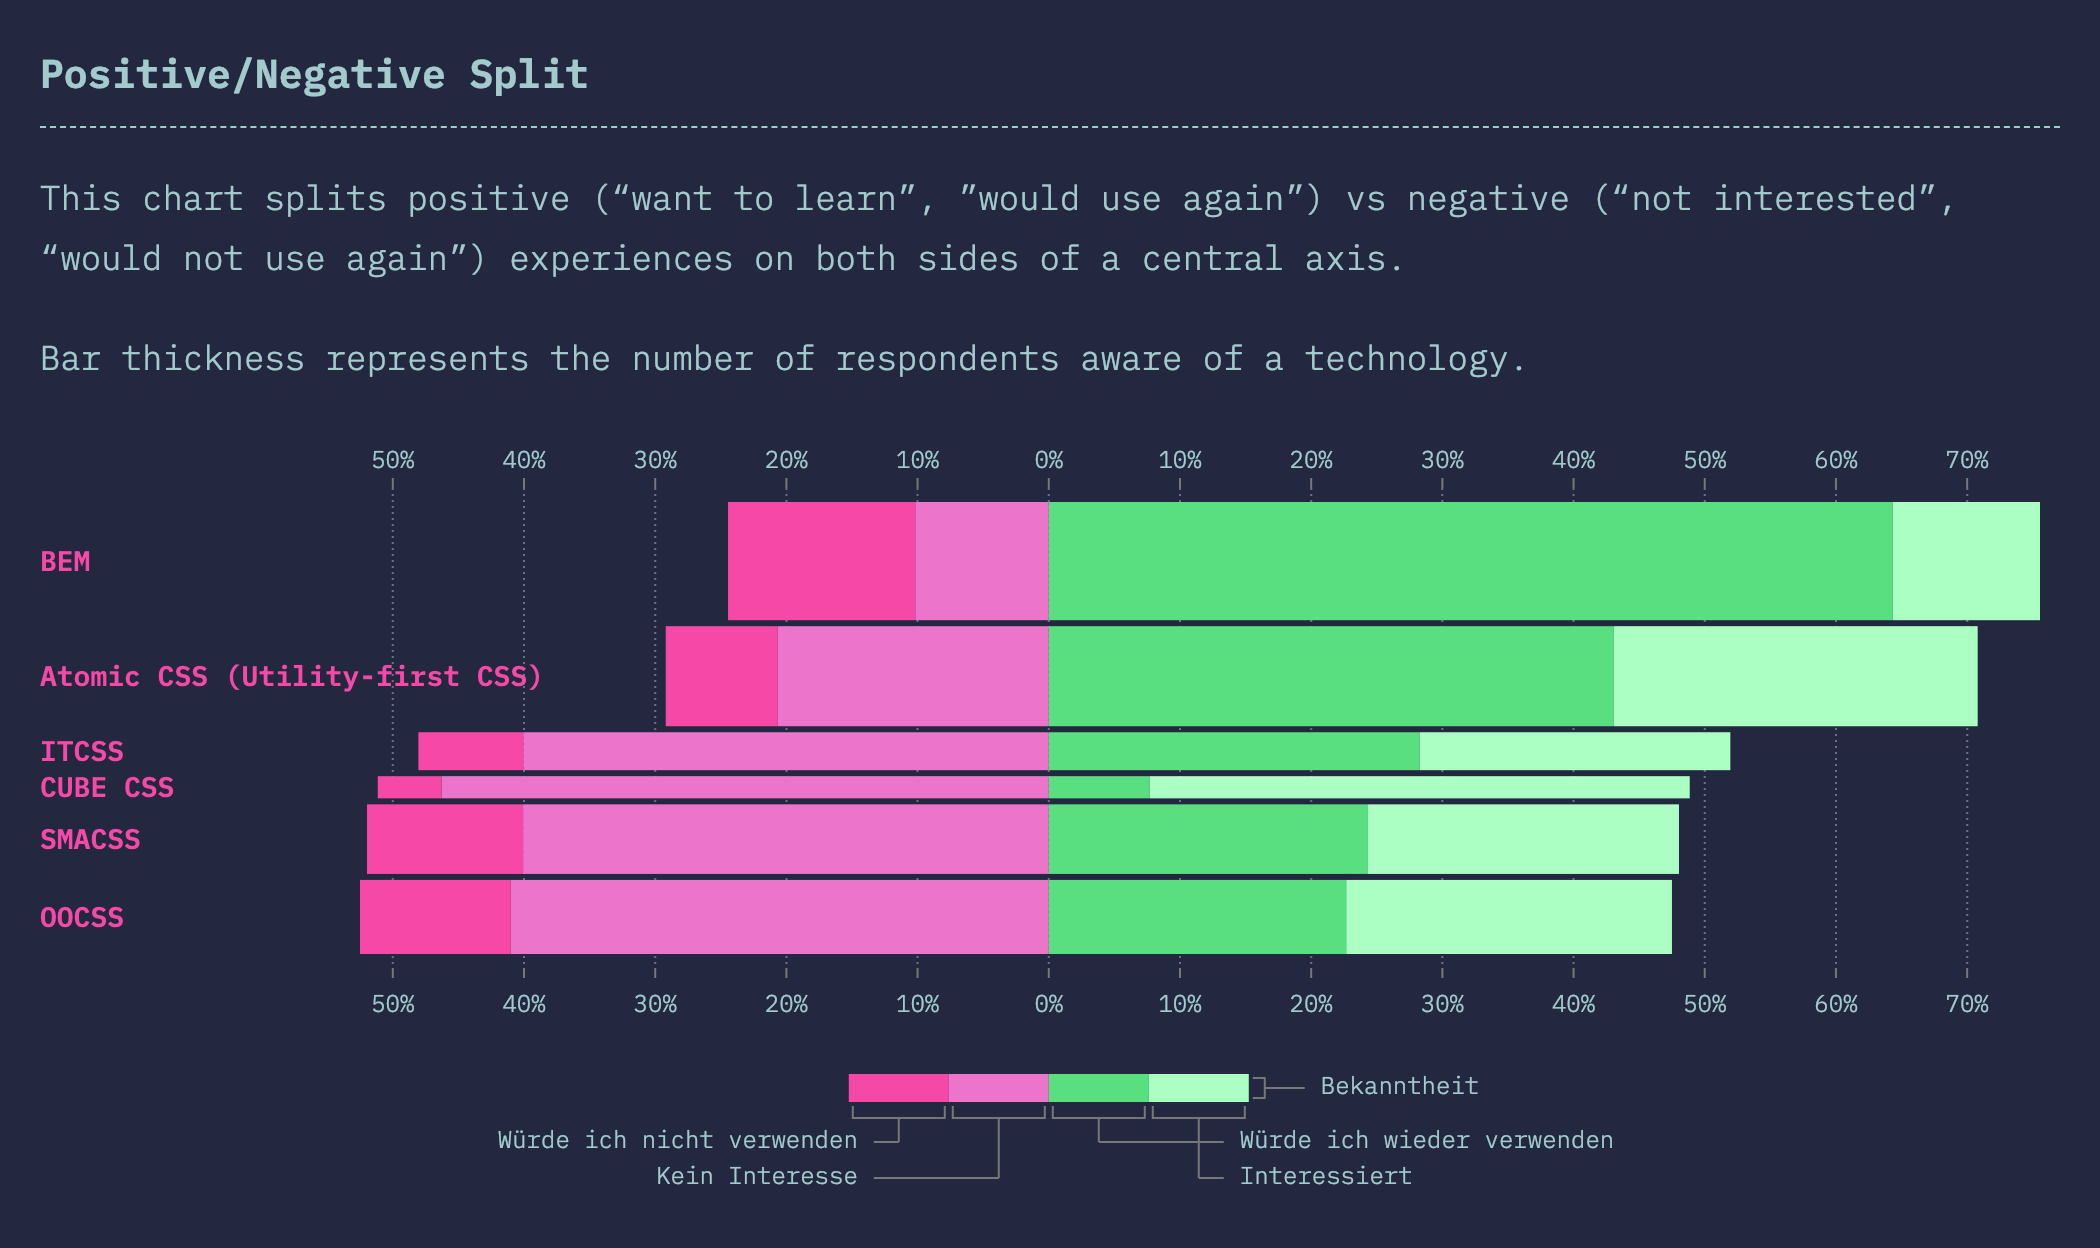 Positive/Negative Split
This chart splits positive (“want to learn”, ”would use again”) vs negative (“not interested”,
“would not use again”) experiences on both sides of a central axis.
Bar thickness represents the number of respondents aware of a technology.
50% 40% 30% 20% 10% 0% 10% 20% 30% 40% 50% 60% 70%
BEM
Atomic CSS (Utility-first CSS)
ITCSS
CUBE CSS
SMACSS
OOCSS
50% 40% 30% 20% 10% 0% 10% 20% 30% 40% 50% 60% 70%
Bekanntheit
Würde ich nicht verwenden Würde ich wieder verwenden
Kein Interesse Interessiert